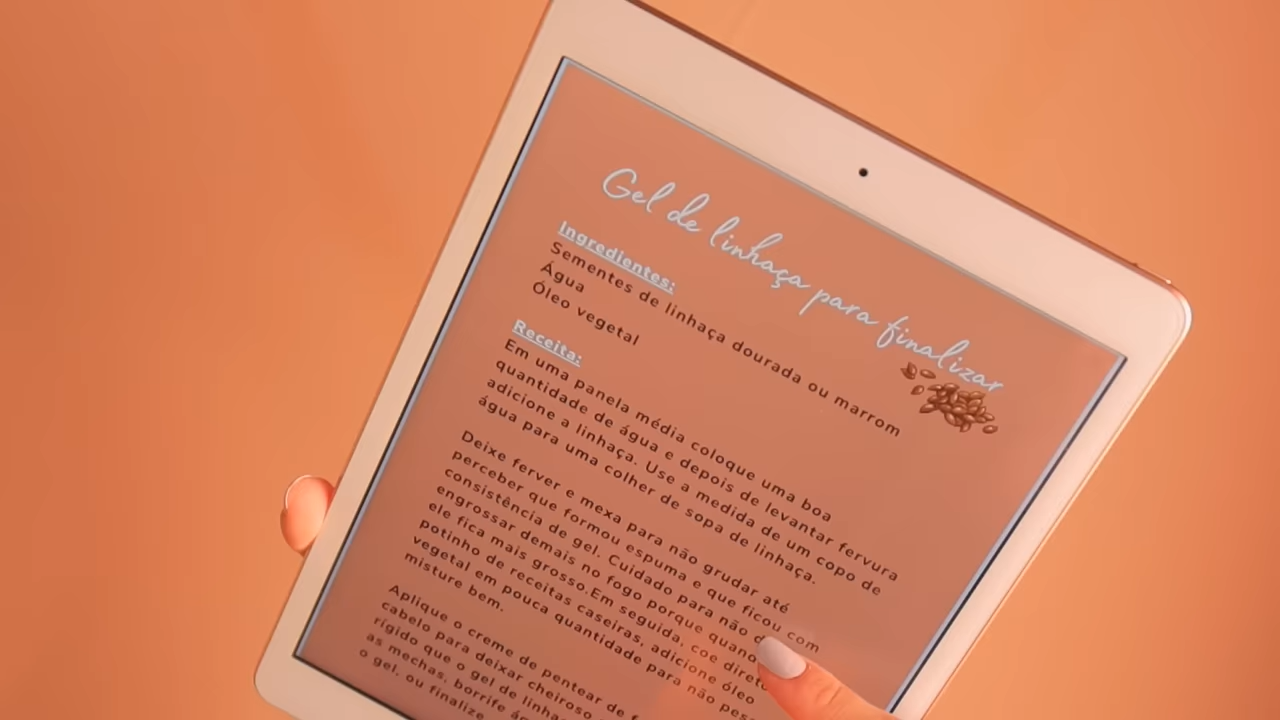 Gel de linhaça para finalizar
Ingredientes:
Sementes de linhaça dourada ou marrom
Água
Óleo vegetal
Receita:
Em uma panela média coloque uma boa
quantidade de água e depois de levantar fervura
adicione a linhaça. Use a medida de um copo de
água para uma colher de sopa de linhaça.
Deixe ferver e mexa para não grudar até
perceber que formou espuma e que ficou com
consistência de gel. Cuidado para não
engrossar demais no fogo porque quando
ele fica mais grosso.Em seguida, coe direto
potinho de receitas caseiras, adicione óleo
vegetal em pouca quantidade para não
misture bem.
Aplique o creme de pentear de
cabelo para deixar cheiroso
rígido que o gel de
as mechas, borrife
o gel, ou finalize